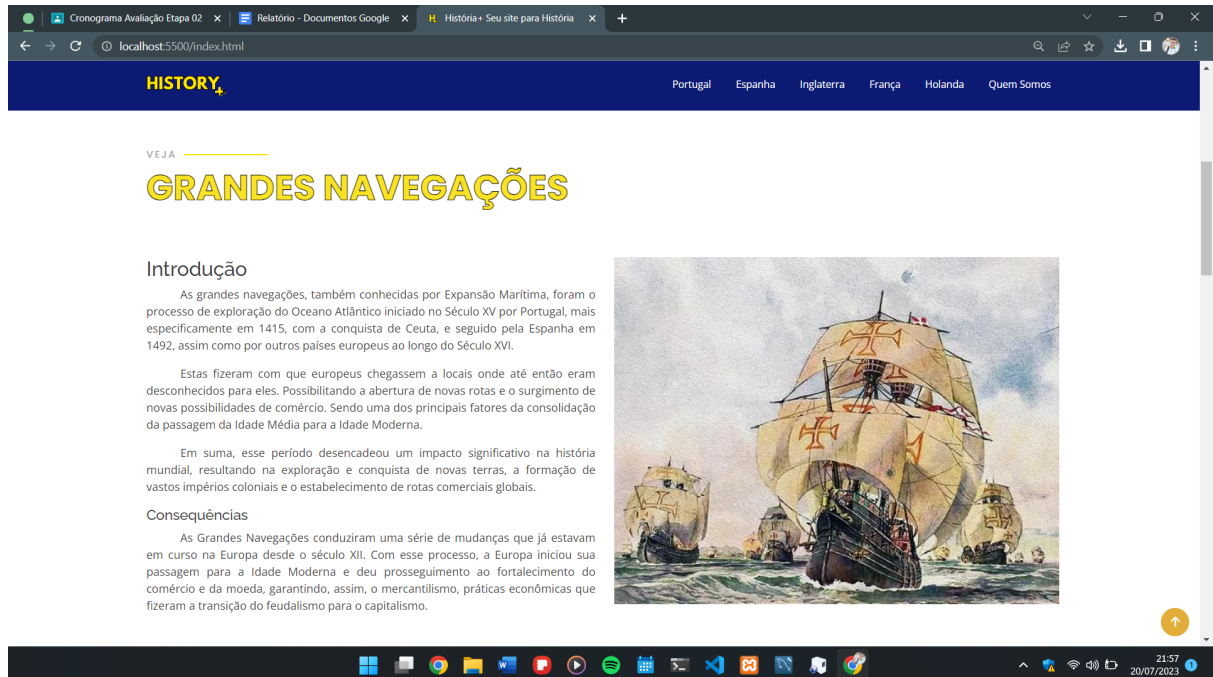 Cronograma Avaliação Etapa 02
Relatório - Documentos Google
História+ Seu site para História
localhost:5500/index.html
HISTORY+
Portugal Espanha Inglaterra França Holanda Quem Somos
VEJA
GRANDES NAVEGAÇÕES
Introdução
As grandes navegações, também conhecidas por Expansão Marítima, foram o
processo de exploração do Oceano Atlântico iniciado no Século XV por Portugal, mais
especificamente em 1415, com a conquista de Ceuta, e seguido pela Espanha em
1492, assim como por outros países europeus ao longo do Século XVI.
Estas fizeram com que europeus chegassem a locais onde até então eram
desconhecidos para eles. Possibilitando a abertura de novas rotas e o surgimento de
novas possibilidades de comércio. Sendo uma dos principais fatores da consolidação
da passagem da Idade Média para a Idade Moderna.
Em suma, esse período desencadeou um impacto significativo na história
mundial, resultando na exploração e conquista de novas terras, a formação de
vastos impérios coloniais e o estabelecimento de rotas comerciais globais.
Consequências
As Grandes Navegações conduziram uma série de mudanças que já estavam
em curso na Europa desde o século XII. Com esse processo, a Europa iniciou sua
passagem para a Idade Moderna e deu prosseguimento ao fortalecimento do
comércio e da moeda, garantindo, assim, o mercantilismo, práticas econômicas que
fizeram a transição do feudalismo para o capitalismo.
21:57
20/07/2023
1